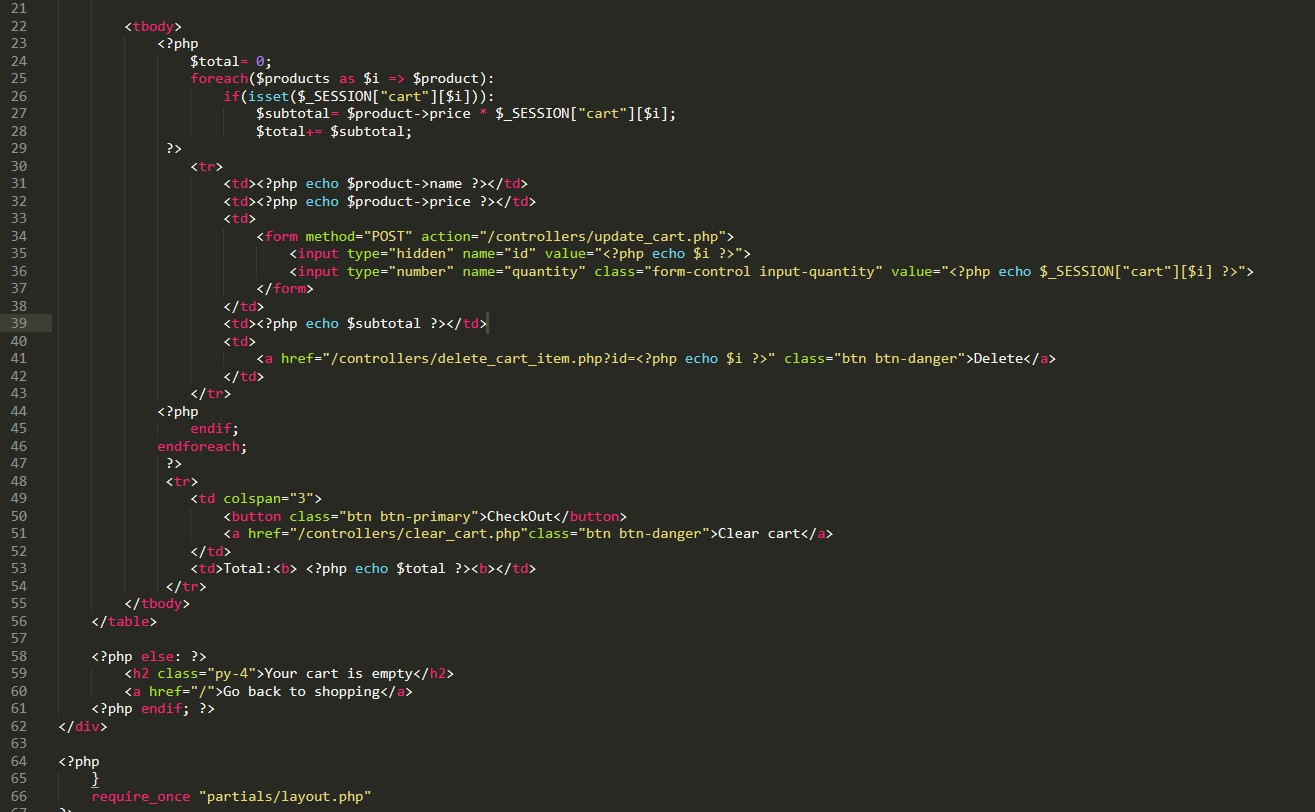 21
22 <tbody>
23 <?php
24 $total= 0;
25 foreach($products as $i => $product):
26 if(isset($_SESSION["cart"][$i])):
27 $subtotal= $product->price * $_SESSION["cart"][$i];
28 $total+= $subtotal;
29 ?>
30 <tr>
31 <td><?php echo $product->name ?></td>
32 <td><?php echo $product->price ?></td>
33 <td>
34 <form method="POST" action="/controllers/update_cart.php">
35 <input type="hidden" name="id" value="<?php echo $i ?>">
36 <input type="number" name="quantity" class="form-control input-quantity" value="<?php echo $_SESSION["cart"][$i] ?>">
37 </form>
38 </td>
39 <td><?php echo $subtotal ?></td>
40 <td>
41 <a href="/controllers/delete_cart_item.php?id=<?php echo $i ?>" class="btn btn-danger">Delete</a>
42 </td>
43 </tr>
44 <?php
45 endif;
46 endforeach;
47 ?>
48 <tr>
49 <td colspan="3">
50 <button class="btn btn-primary">CheckOut</button>
51 <a href="/controllers/clear_cart.php"class="btn btn-danger">Clear cart</a>
52 </td>
53 <td>Total:<b> <?php echo $total ?><b></td>
54 </tr>
55 </tbody>
56 </table>
57
58 <?php else: ?>
59 <h2 class="py-4">Your cart is empty</h2>
60 <a href="/">Go back to shopping</a>
61 <?php endif; ?>
62 </div>
63
64 <?php
65 }
66 require_once "partials/layout.php"
67 ?>